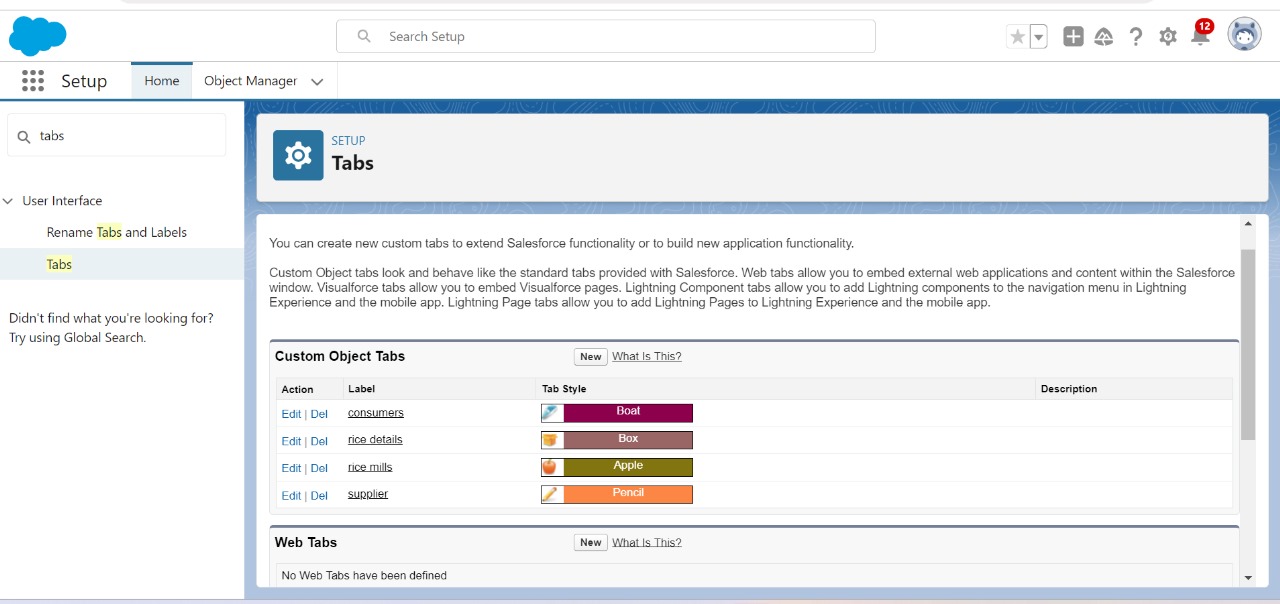 Search Setup
12
Setup
Home
Object Manager
tabs
User Interface
Rename Tabs and Labels
Tabs
Didn't find what you're looking for?
Try using Global Search.
SETUP
Tabs
You can create new custom tabs to extend Salesforce functionality or to build new application functionality.
Custom Object tabs look and behave like the standard tabs provided with Salesforce. Web tabs allow you to embed external web applications and content within the Salesforce
window. Visualforce tabs allow you to embed Visualforce pages. Lightning Component tabs allow you to add Lightning components to the navigation menu in Lightning
Experience and the mobile app. Lightning Page tabs allow you to add Lightning Pages to Lightning Experience and the mobile app.
Custom Object Tabs New What Is This?
Action Label Tab Style Description
Edit | Del consumers Boat
Edit | Del rice details Box
Edit | Del rice mills Apple
Edit | Del supplier Pencil
Web Tabs New What Is This?
No Web Tabs have been defined